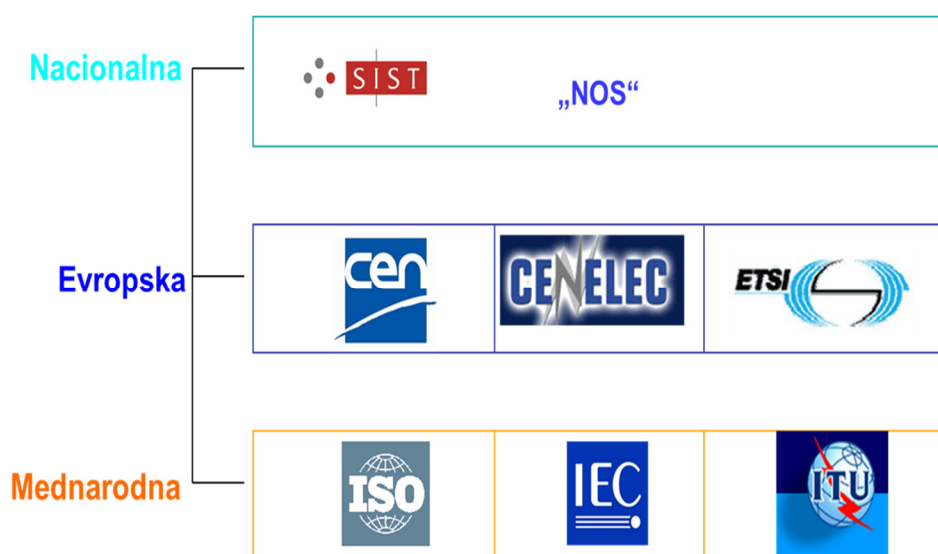 Nacionalna
SIST
„NOS“
Evropska
cen
CENELEC
ETSI
Mednarodna
ISO
IEC
ITU